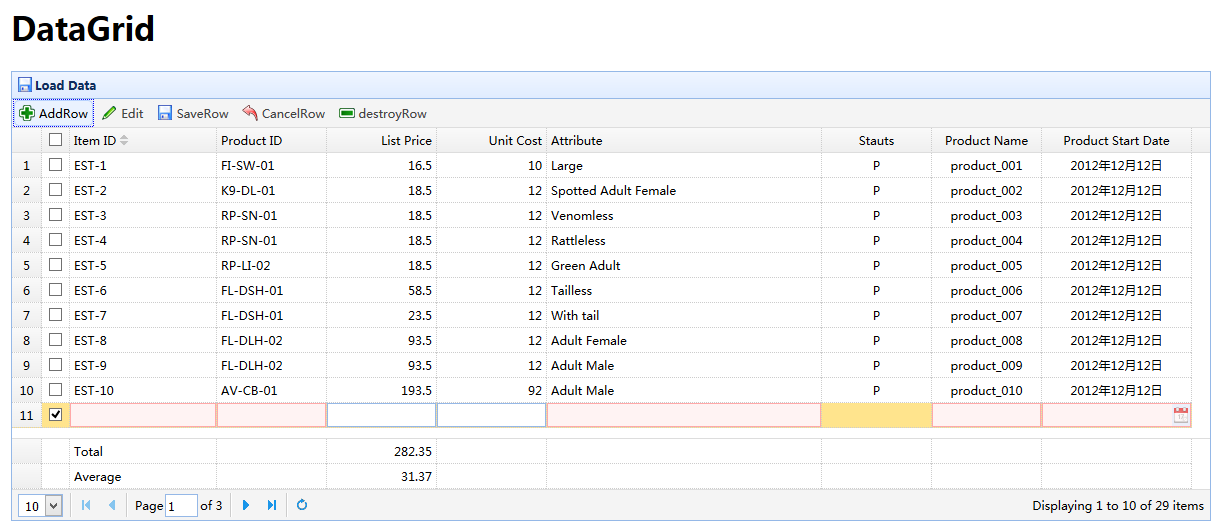 DataGrid
Load Data
AddRow Edit SaveRow CancelRow destroyRow
Item ID Product ID List Price Unit Cost Attribute Stauts Product Name Product Start Date
1 EST-1 FI-SW-01 16.5 10 Large P product_001 2012年12月12日
2 EST-2 K9-DL-01 18.5 12 Spotted Adult Female P product_002 2012年12月12日
3 EST-3 RP-SN-01 18.5 12 Venomless P product_003 2012年12月12日
4 EST-4 RP-SN-01 18.5 12 Rattleless P product_004 2012年12月12日
5 EST-5 RP-LI-02 18.5 12 Green Adult P product_005 2012年12月12日
6 EST-6 FL-DSH-01 58.5 12 Tailless P product_006 2012年12月12日
7 EST-7 FL-DSH-01 23.5 12 With tail P product_007 2012年12月12日
8 EST-8 FL-DLH-02 93.5 12 Adult Female P product_008 2012年12月12日
9 EST-9 FL-DLH-02 93.5 12 Adult Male P product_009 2012年12月12日
10 EST-10 AV-CB-01 193.5 92 Adult Male P product_010 2012年12月12日
11
Total 282.35
Average 31.37
10 Page 1 of 3 Displaying 1 to 10 of 29 items